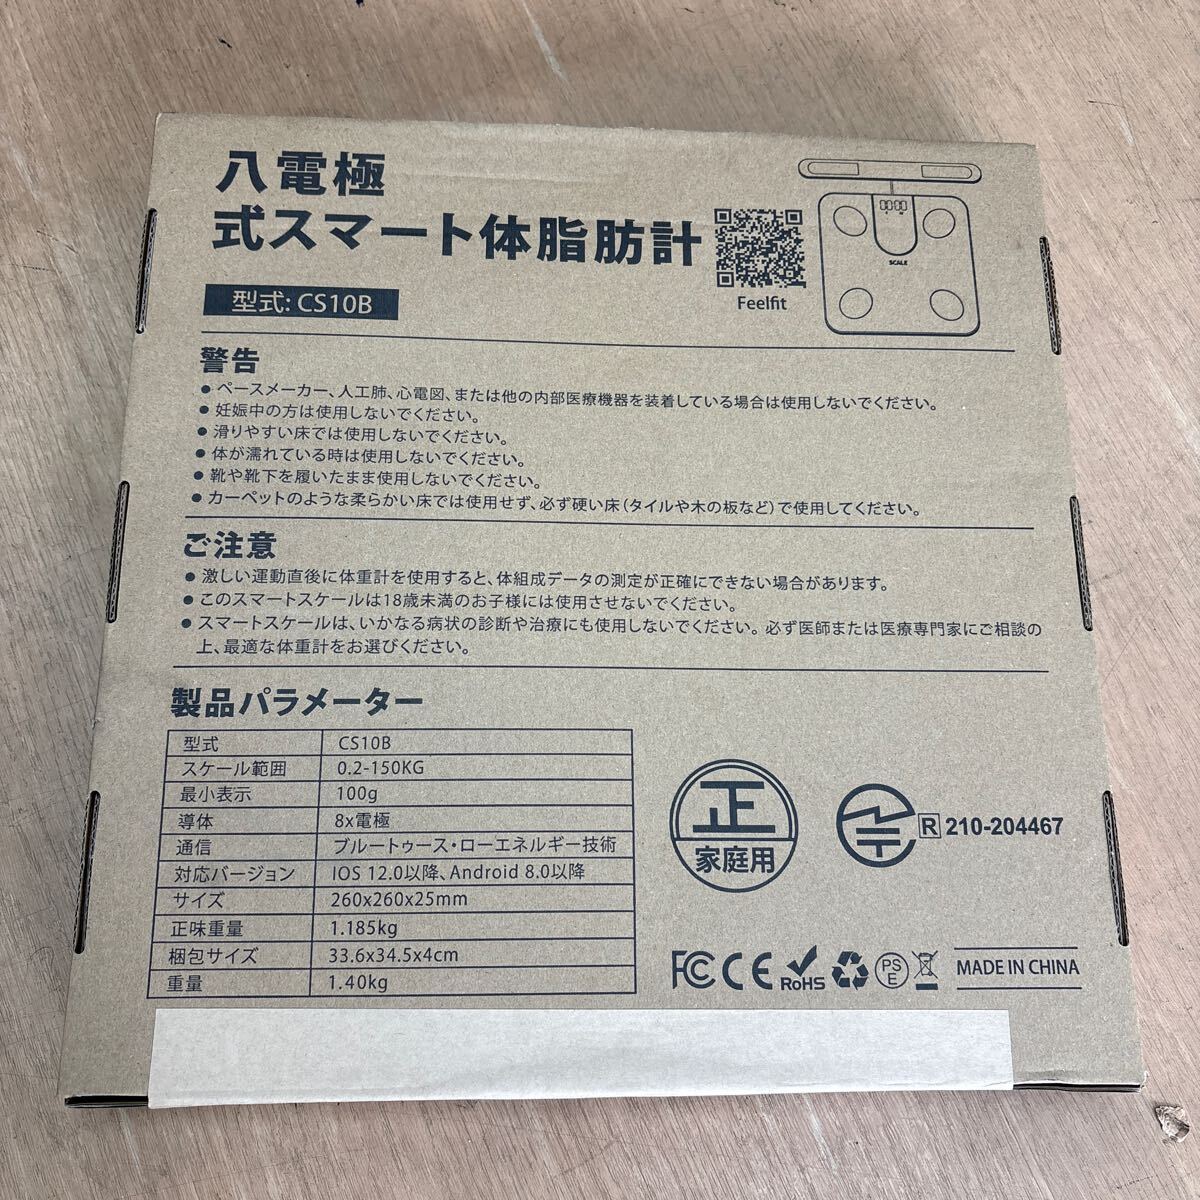 八電極
式スマート体脂肪計
型式: CS10B
Feelfit
SCALE
警告
● ペースメーカー、人工肺、心電図、または他の内部医療機器を装着している場合は使用しないでください。
● 妊娠中の方は使用しないでください。
● 滑りやすい床では使用しないでください。
● 体が濡れている時は使用しないでください。
● 靴や靴下を履いたまま使用しないでください。
● カーペットのような柔らかい床では使用せず、必ず硬い床(タイルや木の板など)で使用してください。
ご注意
● 激しい運動直後に体重計を使用すると、体組成データの測定が正確にできない場合があります。
● このスマートスケールは18歳未満のお子様には使用させないでください。
● スマートスケールは、いかなる病状の診断や治療にも使用しないでください。必ず医師または医療専門家にご相談の
上、最適な体重計をお選びください。
製品パラメーター
型式 CS10B
スケール範囲 0.2-150KG
最小表示 100g
導体 8x電極
通信 ブルートゥース・ローエネルギー技術
対応バージョン IOS 12.0以降、Android 8.0以降
サイズ 260x260x25mm
正味重量 1.185kg
梱包サイズ 33.6x34.5x4cm
重量 1.40kg
正
家庭用
R 210-204467
FC CE RoHS PSE
MADE IN CHINA